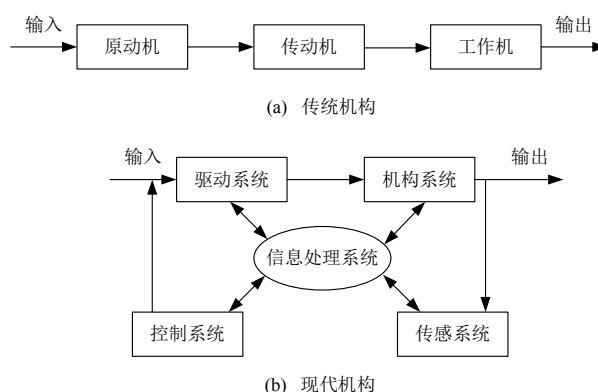 输入 原动机 传动机 工作机 输出
(a) 传统机构
输入 驱动系统 机构系统 输出
信息处理系统
控制系统 传感系统
(b) 现代机构